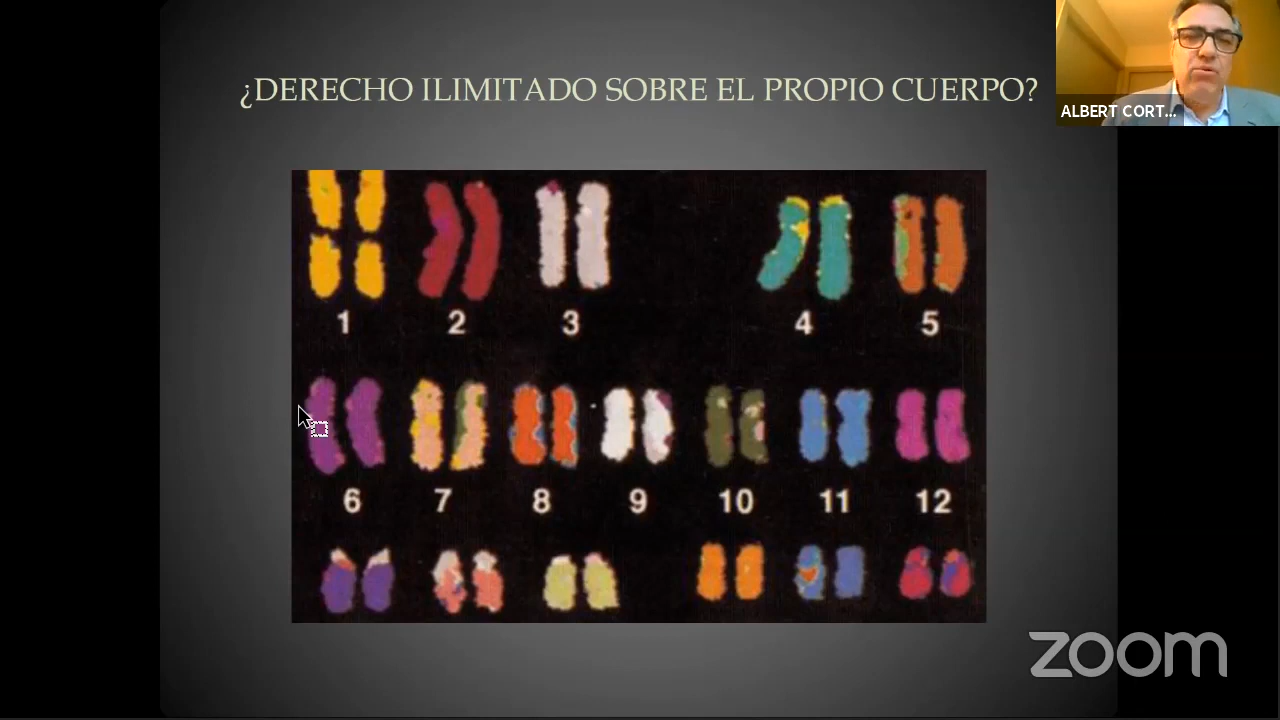 ¿DERECHO ILIMITADO SOBRE EL PROPIO CUERPO?
ALBERT CORT...
1 2 3 4 5
6 7 8 9 10 11 12
zoom